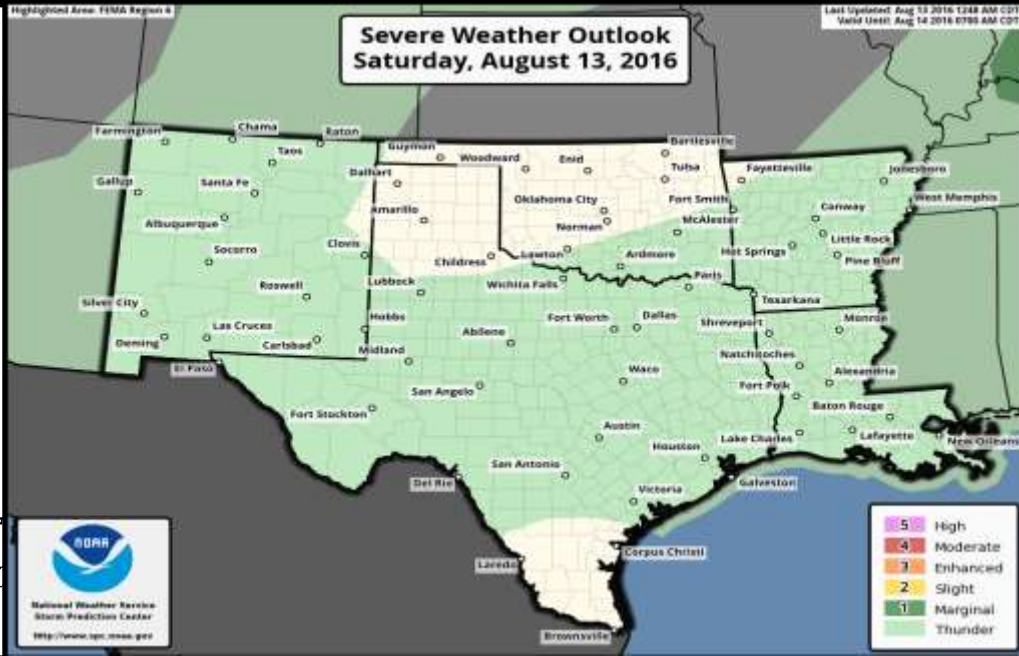 Highlighted Area: FEMA Region 6
Severe Weather Outlook
Saturday, August 13, 2016
Last Updated: Aug 13 2016 1248 AM CDT
Valid Until: Aug 14 2016 0700 AM CDT
Farmington
Chama
Raton
Taos
Gallup
Santa Fe
Albuquerque
Socorro
Clovis
Roswell
Silver City
Las Cruces
Deming
Carlsbad
Hobbs
Guymon
Woodward
Enid
Bartlesville
Tulsa
Dalhart
Amarillo
Oklahoma City
Norman
Fort Smith
McAlester
Childress
Lawton
Ardmore
Fayetteville
Jonesboro
West Memphis
Conway
Little Rock
Hot Springs
Pine Bluff
Lubbock
Wichita Falls
Paris
Texarkana
El Paso
Midland
Abilene
Fort Worth
Dallas
Shreveport
Monroe
Natchitoches
San Angelo
Waco
Fort Polk
Alexandria
Fort Stockton
Baton Rouge
Austin
Houston
Lake Charles
Lafayette
New Orleans
Del Rio
San Antonio
Galveston
Victoria
Laredo
Corpus Christi
Brownsville
NOAA
National Weather Service
Storm Prediction Center
http://www.spc.noaa.gov
5 High
4 Moderate
3 Enhanced
2 Slight
1 Marginal
Thunder